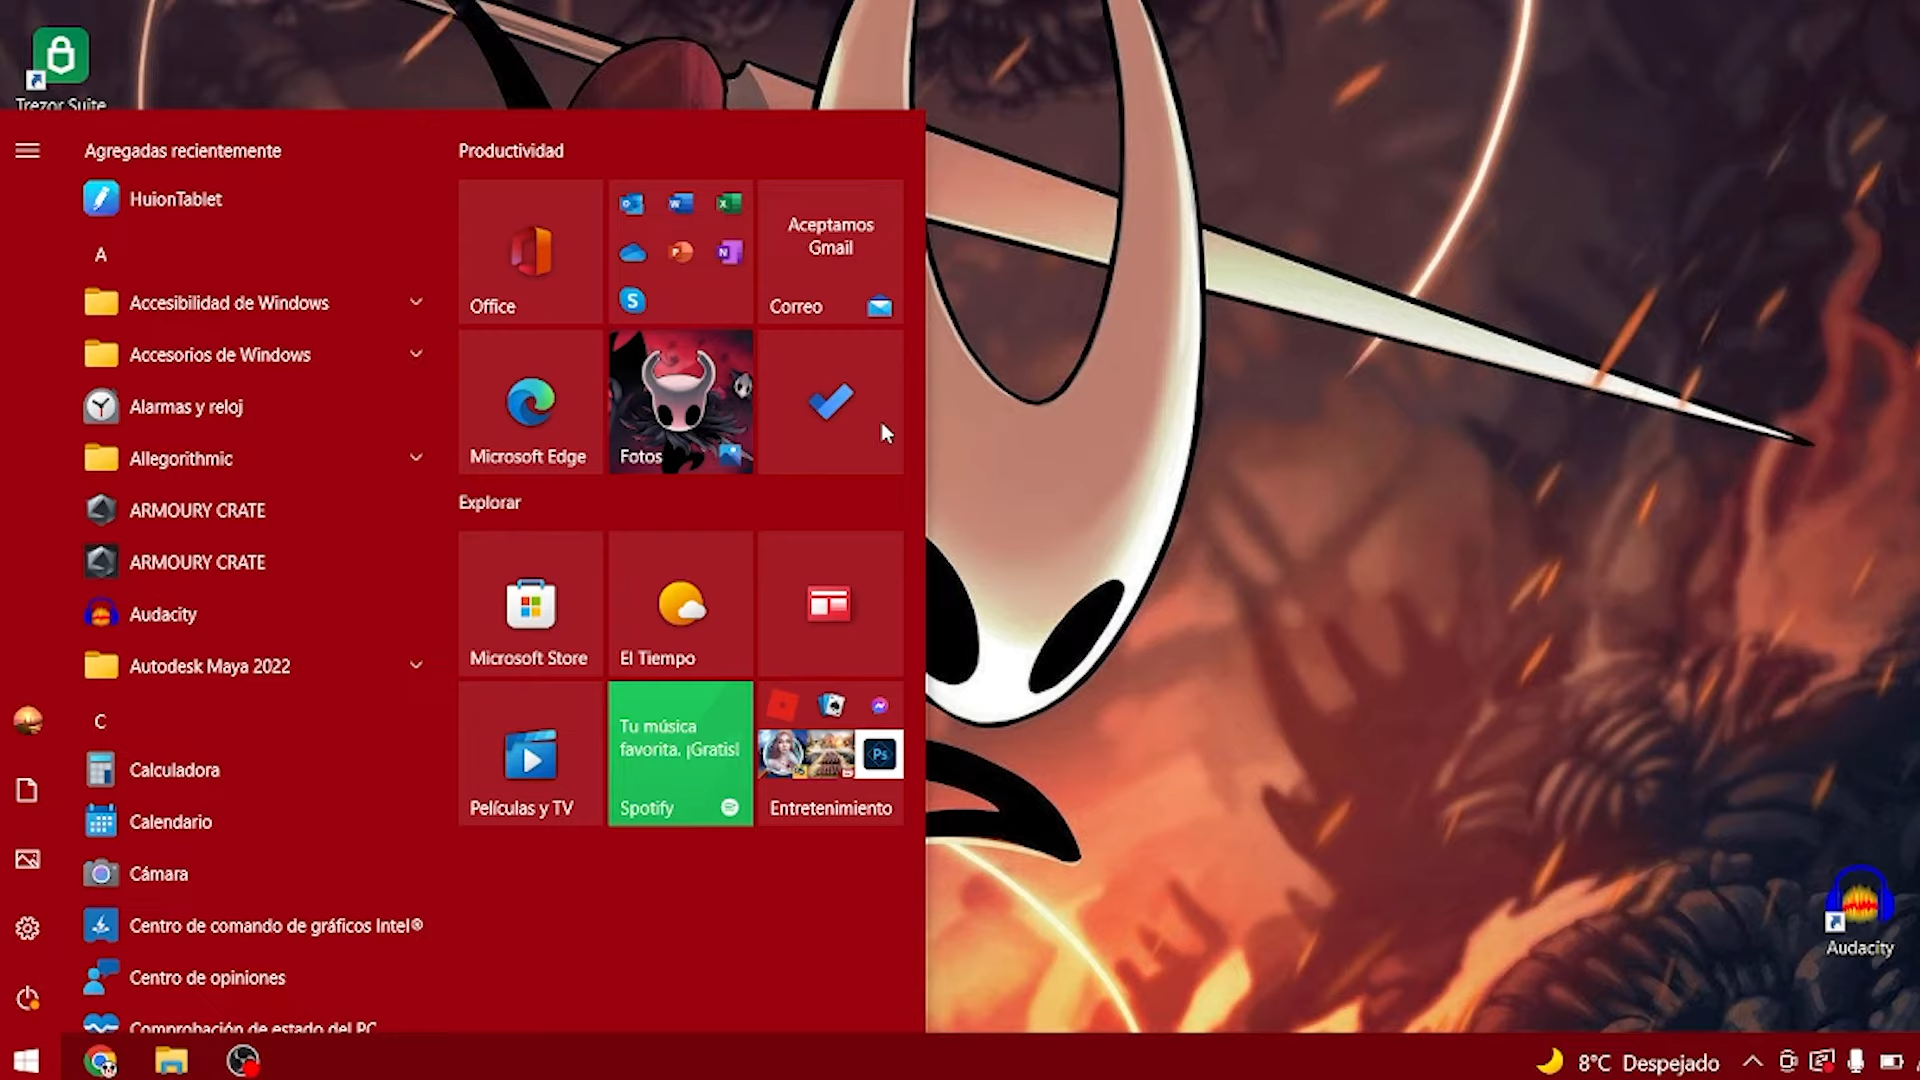 Trezor Suite
Agregadas recientemente
HuionTablet
A
Accesibilidad de Windows
Accesorios de Windows
Alarmas y reloj
Allegorithmic
ARMOURY CRATE
ARMOURY CRATE
Audacity
Autodesk Maya 2022
C
Calculadora
Calendario
Cámara
Centro de comando de gráficos Intel®
Centro de opiniones
Comprobación de estado del PC
Productividad
Office
Aceptamos
Gmail
Correo
Microsoft Edge
Fotos
Explorar
Microsoft Store
El Tiempo
Películas y TV
Tu música
favorita. ¡Gratis!
Spotify
Ps
Entretenimiento
Audacity
8°C Despejado